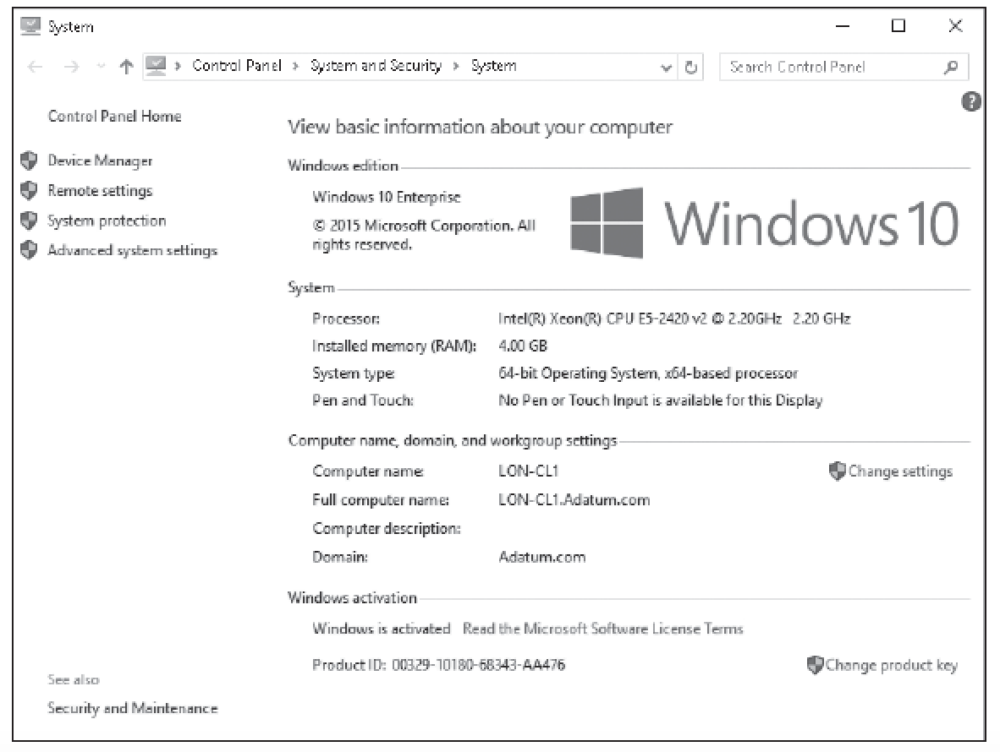 System
Control Panel > System and Security > System
Search Control Panel
Control Panel Home
Device Manager
Remote settings
System protection
Advanced system settings
See also
Security and Maintenance
View basic information about your computer
Windows edition
Windows 10 Enterprise
© 2015 Microsoft Corporation. All
rights reserved.
Windows 10
System
Processor: Intel(R) Xeon(R) CPU E5-2420 v2 @ 2.20GHz 2.20 GHz
Installed memory (RAM): 4.00 GB
System type: 64-bit Operating System, x64-based processor
Pen and Touch: No Pen or Touch Input is available for this Display
Computer name, domain, and workgroup settings
Computer name: LON-CL1 Change settings
Full computer name: LON-CL1.Adatum.com
Computer description:
Domain: Adatum.com
Windows activation
Windows is activated Read the Microsoft Software License Terms
Product ID: 00329-10180-68343-AA476 Change product key